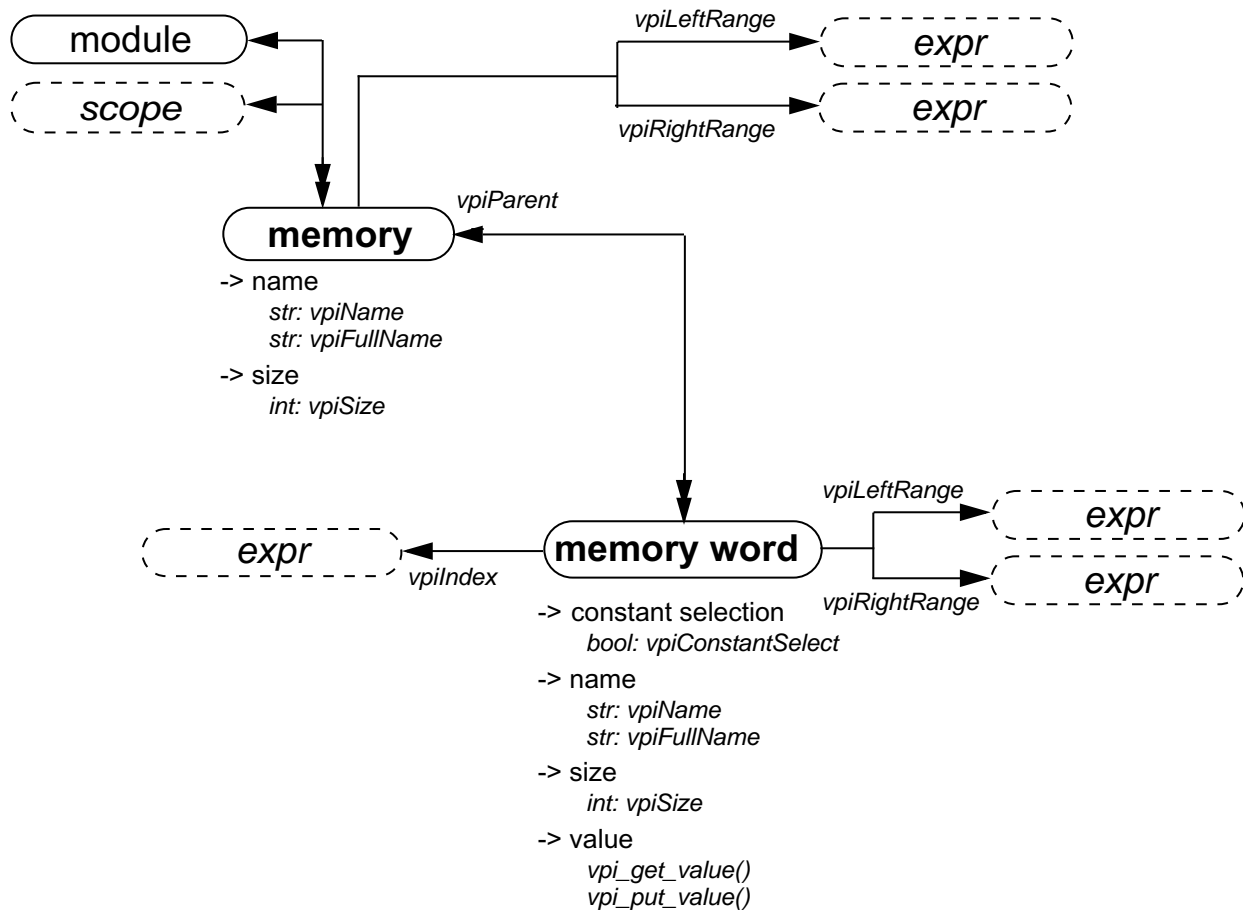 module
scope
vpiLeftRange
expr
expr
vpiRightRange
vpiParent
memory
-> name
str: vpiName
str: vpiFullName
-> size
int: vpiSize
expr
vpiIndex
memory word
vpiLeftRange
expr
expr
vpiRightRange
-> constant selection
bool: vpiConstantSelect
-> name
str: vpiName
str: vpiFullName
-> size
int: vpiSize
-> value
vpi_get_value()
vpi_put_value()